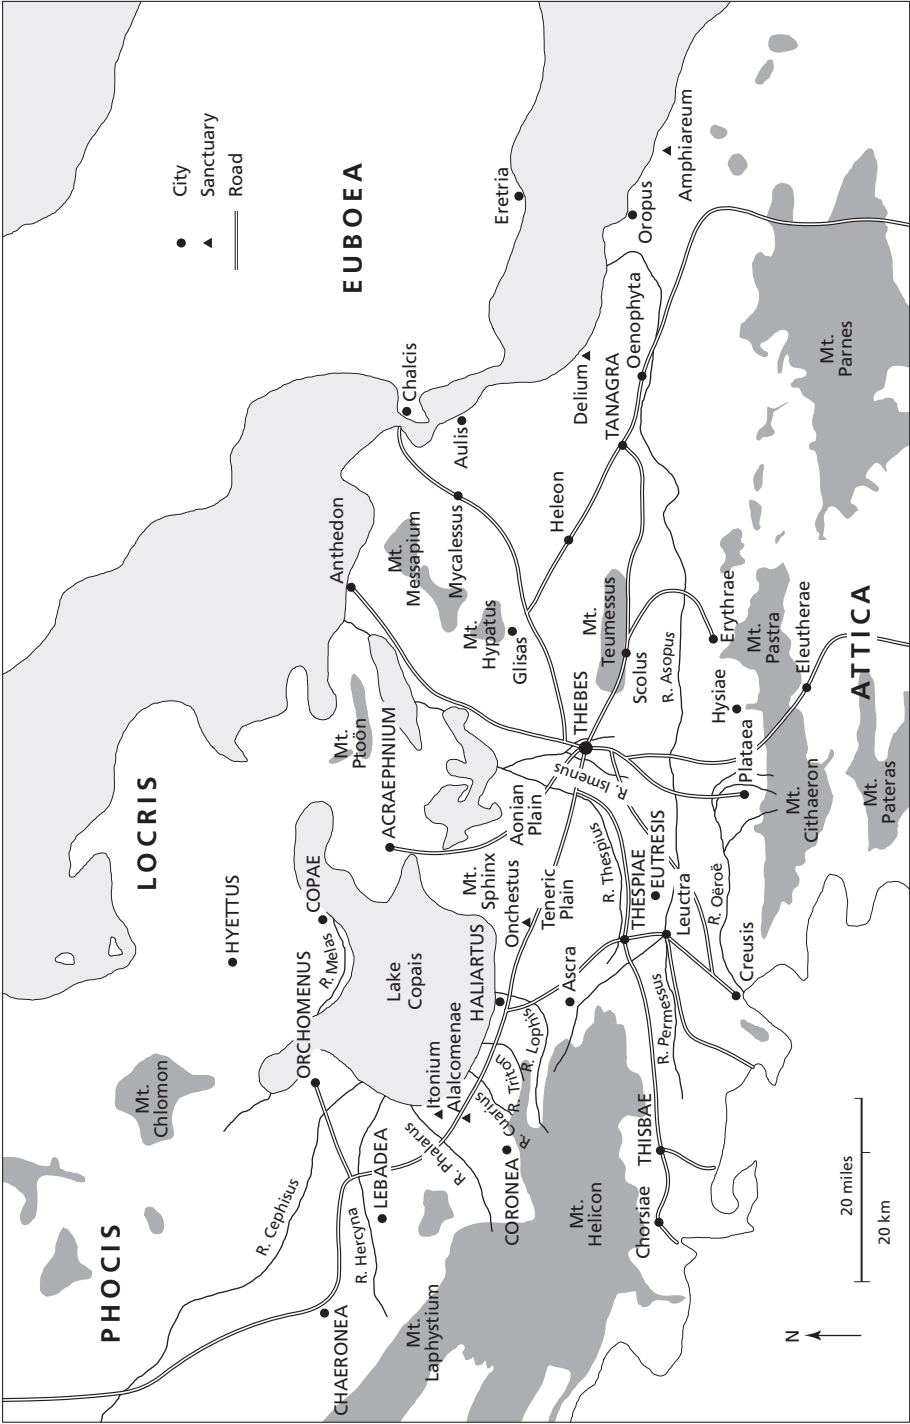 PHOCIS
LOCRIS
Mt.
Chlomon
HYETTUS
EUBOEA
City
Sanctuary
Road
R. Cephisus
ORCHOMENUS
COPAE
R. Melas
Mt.
Ptoön
Anthedon
CHAERONEA
R. Hercyna
LEBADEA
ACRAEPHNIUM
Lake
Copais
Chalcis
Mt.
Messapium
Mt.
Laphystium
R. Phalarus
Itonium
Alalcomenae
Mycalessus
Aulis
HALIARTUS
Mt.
Sphinx
Mt.
Hypatus
Glisas
Eretria
CORONEA
R. Cuarius
R. Triton
R. Lophis
Onchestus
Aonian
Plain
Teneric
Plain
Heleon
Delium
Ascra
THEBES
R. Ismenus
Mt.
Teumessus
Mt.
Helicon
R. Thespius
TANAGRA
Oenophyta
Oropus
Amphiareum
Chorsiae
THISBAE
R. Permessus
THESPIAE
EUTRESIS
Leuctra
Scolus
R. Asopus
R. Oëroë
Hysiae
Erythrae
Creusis
Plataea
Mt.
Pastra
Mt.
Cithaeron
Eleutherae
Mt.
Parnes
ATTICA
Mt.
Pateras
N
20 miles
20 km